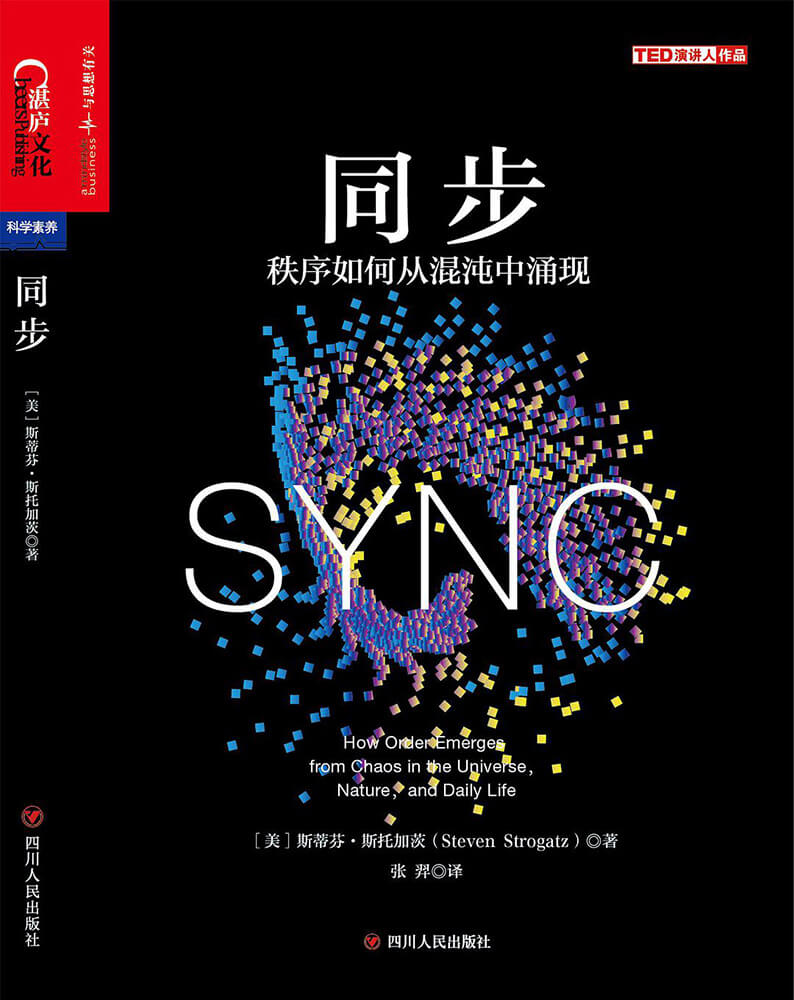 湛庐文化
Cheers Publishing
与思想有关
business
科学素养
同步
[美]斯蒂芬·斯托加茨◎著
四川人民出版社
TED演讲人作品
同步
秩序如何从混沌中涌现
SYNC
How Order Emerges
from Chaos in the Universe,
Nature, and Daily Life
[美]斯蒂芬·斯托加茨(Steven Strogatz)◎著
张 羿◎译
四川人民出版社